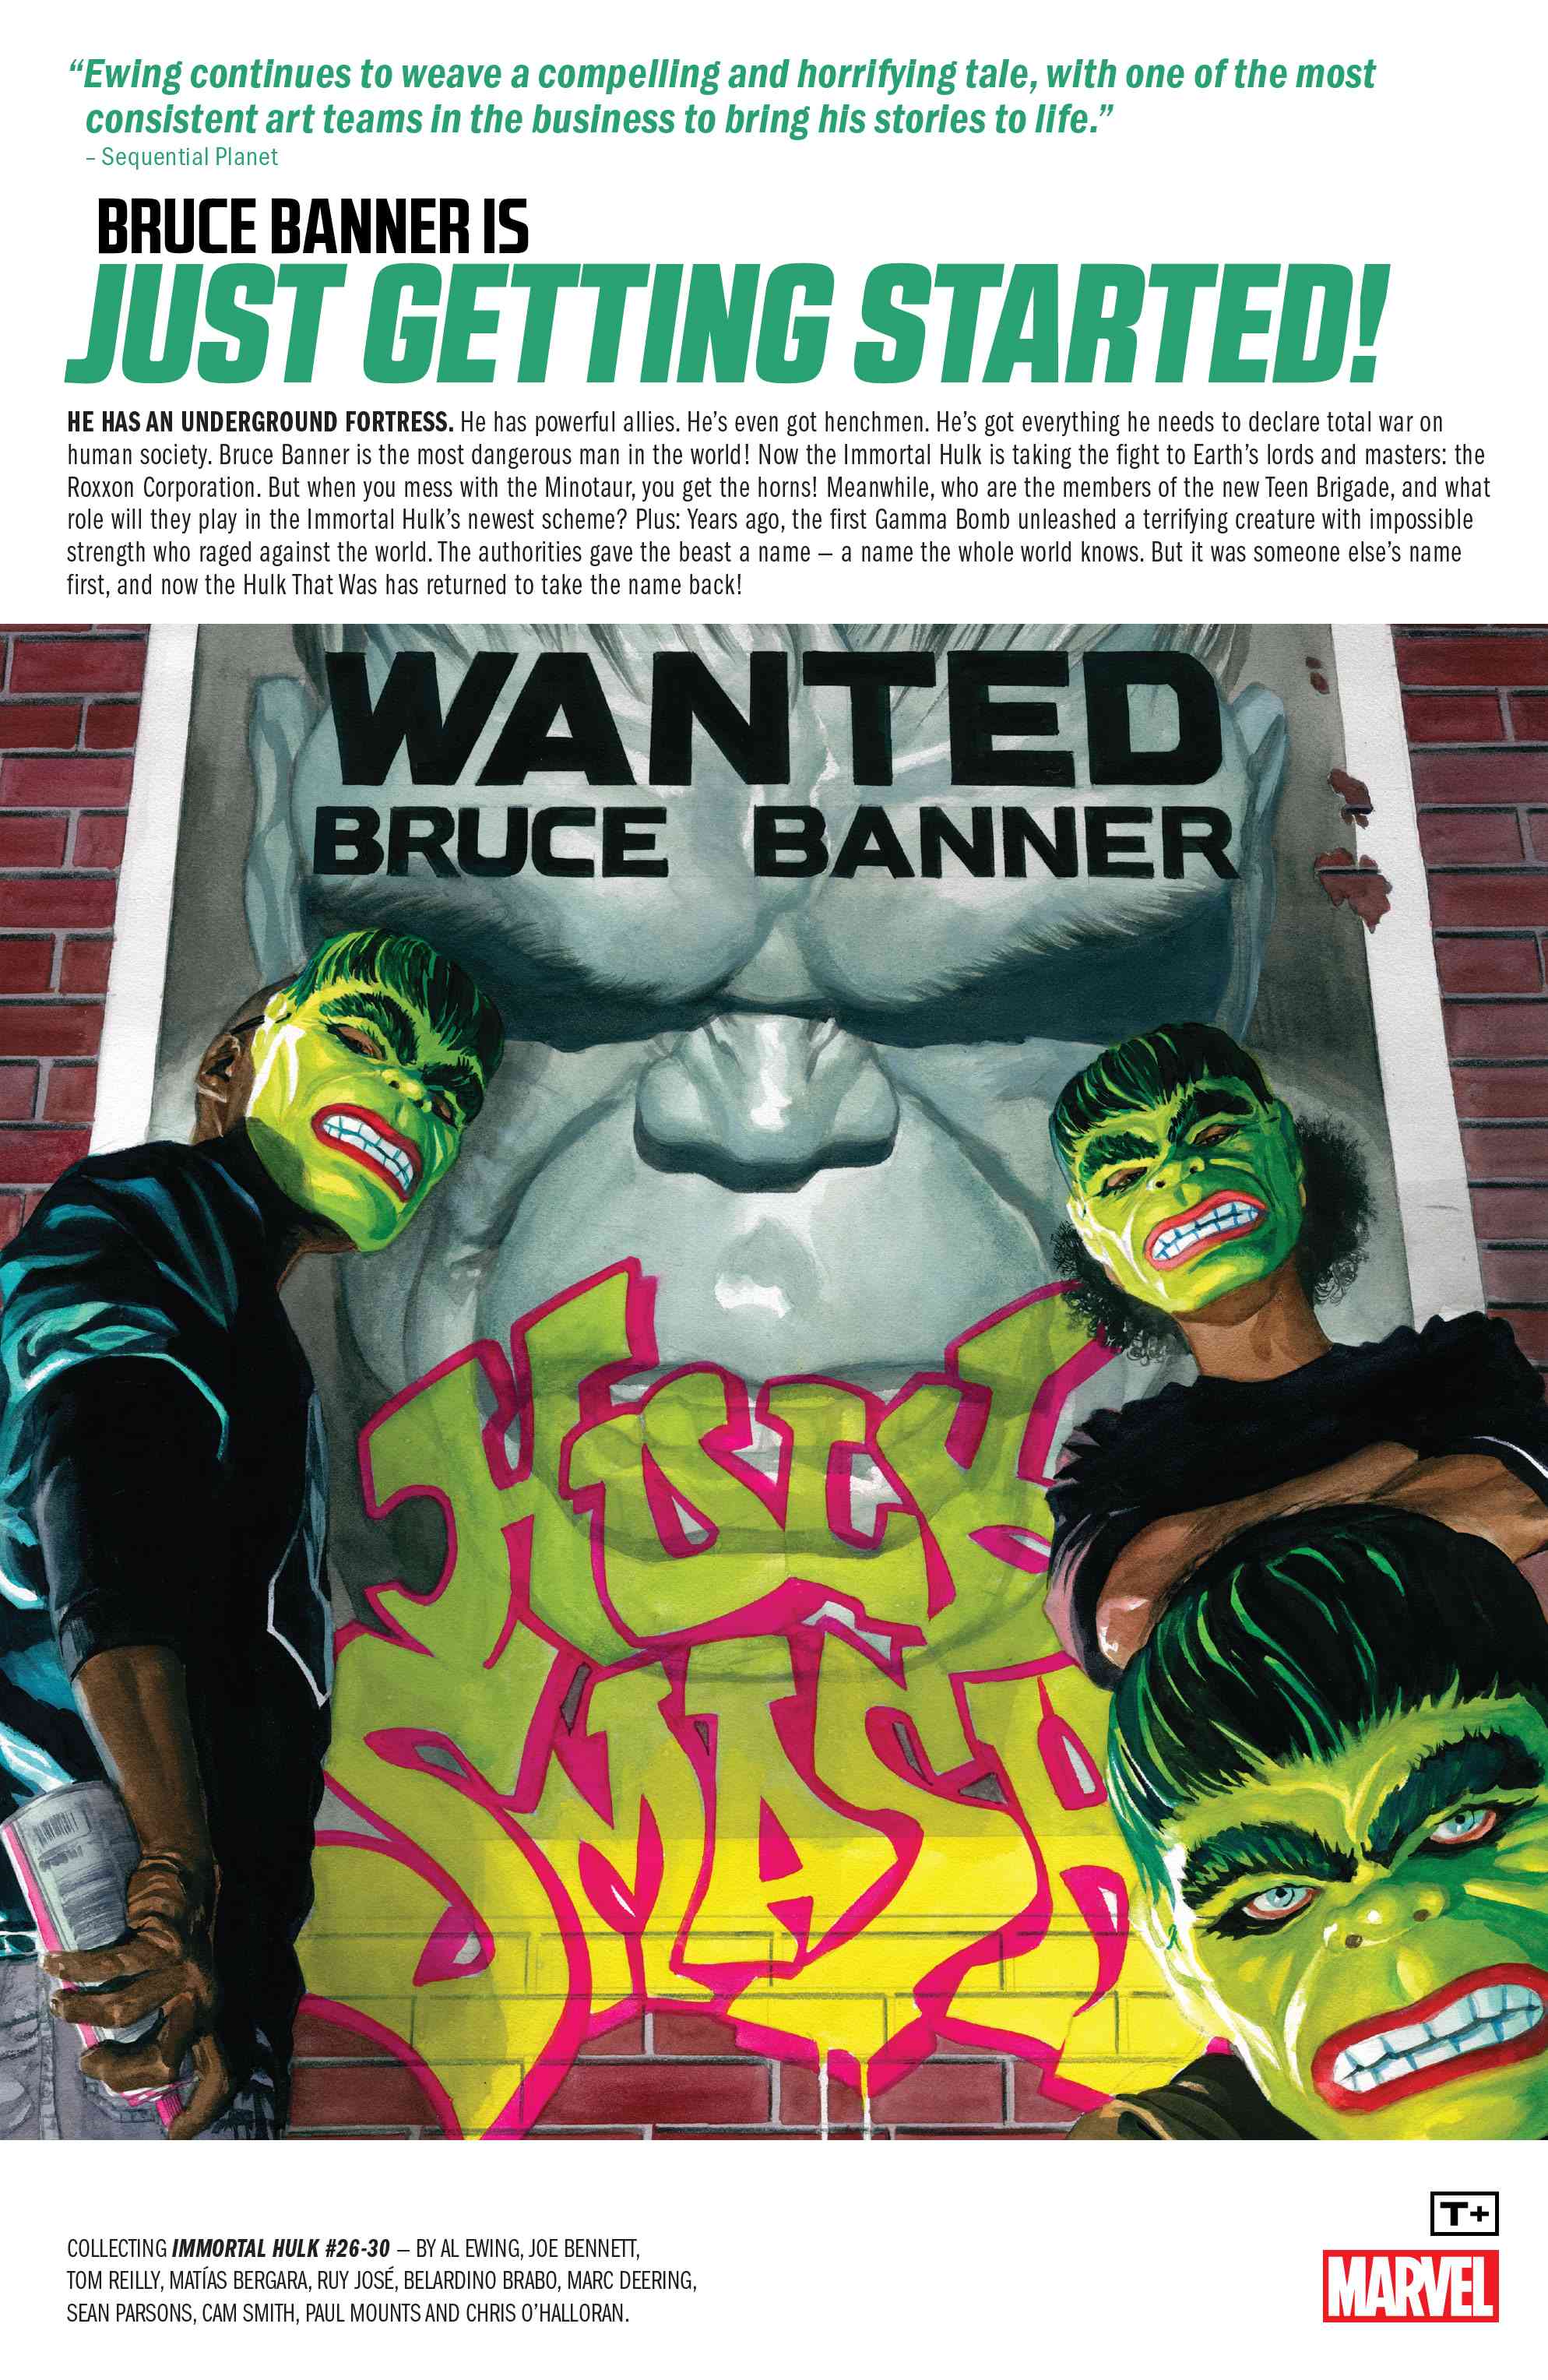 “Ewing continues to weave a compelling and horrifying tale, with one of the most
consistent art teams in the business to bring his stories to life.”
– Sequential Planet
BRUCE BANNER IS
JUST GETTING STARTED!
HE HAS AN UNDERGROUND FORTRESS. He has powerful allies. He’s even got henchmen. He’s got everything he needs to declare total war on
human society. Bruce Banner is the most dangerous man in the world! Now the Immortal Hulk is taking the fight to Earth’s lords and masters: the
Roxxon Corporation. But when you mess with the Minotaur, you get the horns! Meanwhile, who are the members of the new Teen Brigade, and what
role will they play in the Immortal Hulk’s newest scheme? Plus: Years ago, the first Gamma Bomb unleashed a terrifying creature with impossible
strength who raged against the world. The authorities gave the beast a name — a name the whole world knows. But it was someone else’s name
first, and now the Hulk That Was has returned to take the name back!
WANTED
BRUCE BANNER
HULK
SMASH
COLLECTING IMMORTAL HULK #26-30 — BY AL EWING, JOE BENNETT,
TOM REILLY, MATÍAS BERGARA, RUY JOSÉ, BELARDINO BRABO, MARC DEERING,
SEAN PARSONS, CAM SMITH, PAUL MOUNTS AND CHRIS O’HALLORAN.
T+
MARVEL